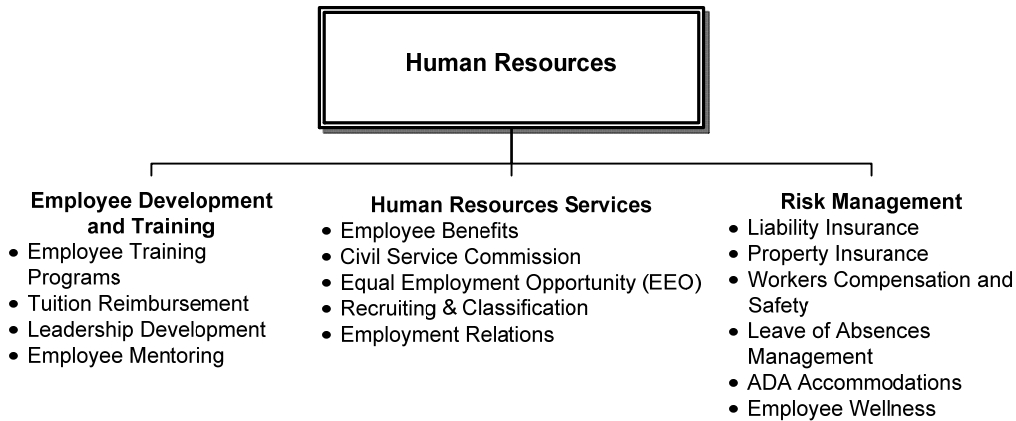 Human Resources
Employee Development
and Training
• Employee Training
Programs
• Tuition Reimbursement
• Leadership Development
• Employee Mentoring
Human Resources Services
• Employee Benefits
• Civil Service Commission
• Equal Employment Opportunity (EEO)
• Recruiting & Classification
• Employment Relations
Risk Management
• Liability Insurance
• Property Insurance
• Workers Compensation and
Safety
• Leave of Absences
Management
• ADA Accommodations
• Employee Wellness